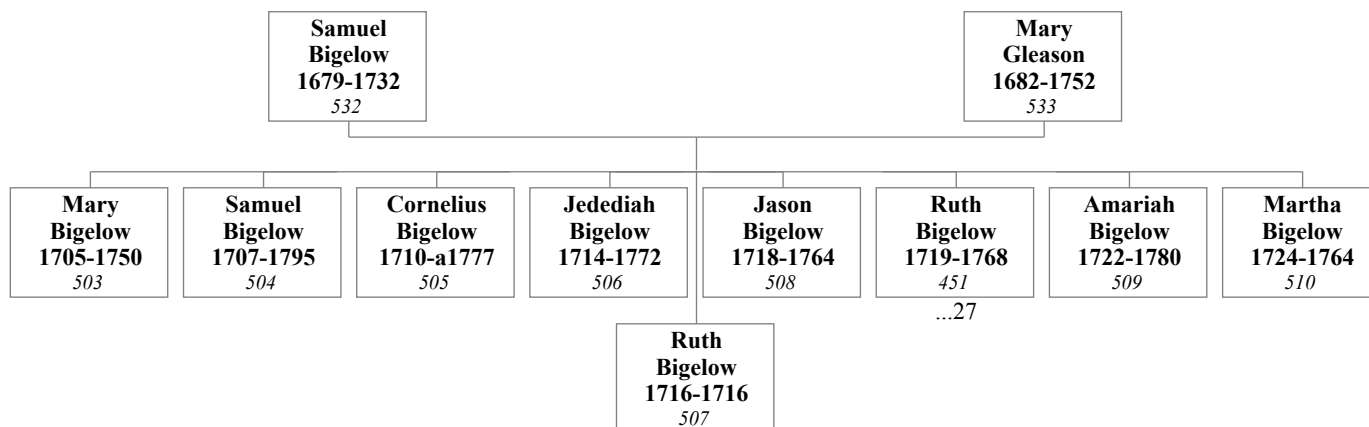 Samuel
Bigelow
1679-1732
532
Mary
Gleason
1682-1752
533
Mary
Bigelow
1705-1750
503
Samuel
Bigelow
1707-1795
504
Cornelius
Bigelow
1710-a1777
505
Jedediah
Bigelow
1714-1772
506
Jason
Bigelow
1718-1764
508
Ruth
Bigelow
1719-1768
451
...27
Amariah
Bigelow
1722-1780
509
Martha
Bigelow
1724-1764
510
Ruth
Bigelow
1716-1716
507